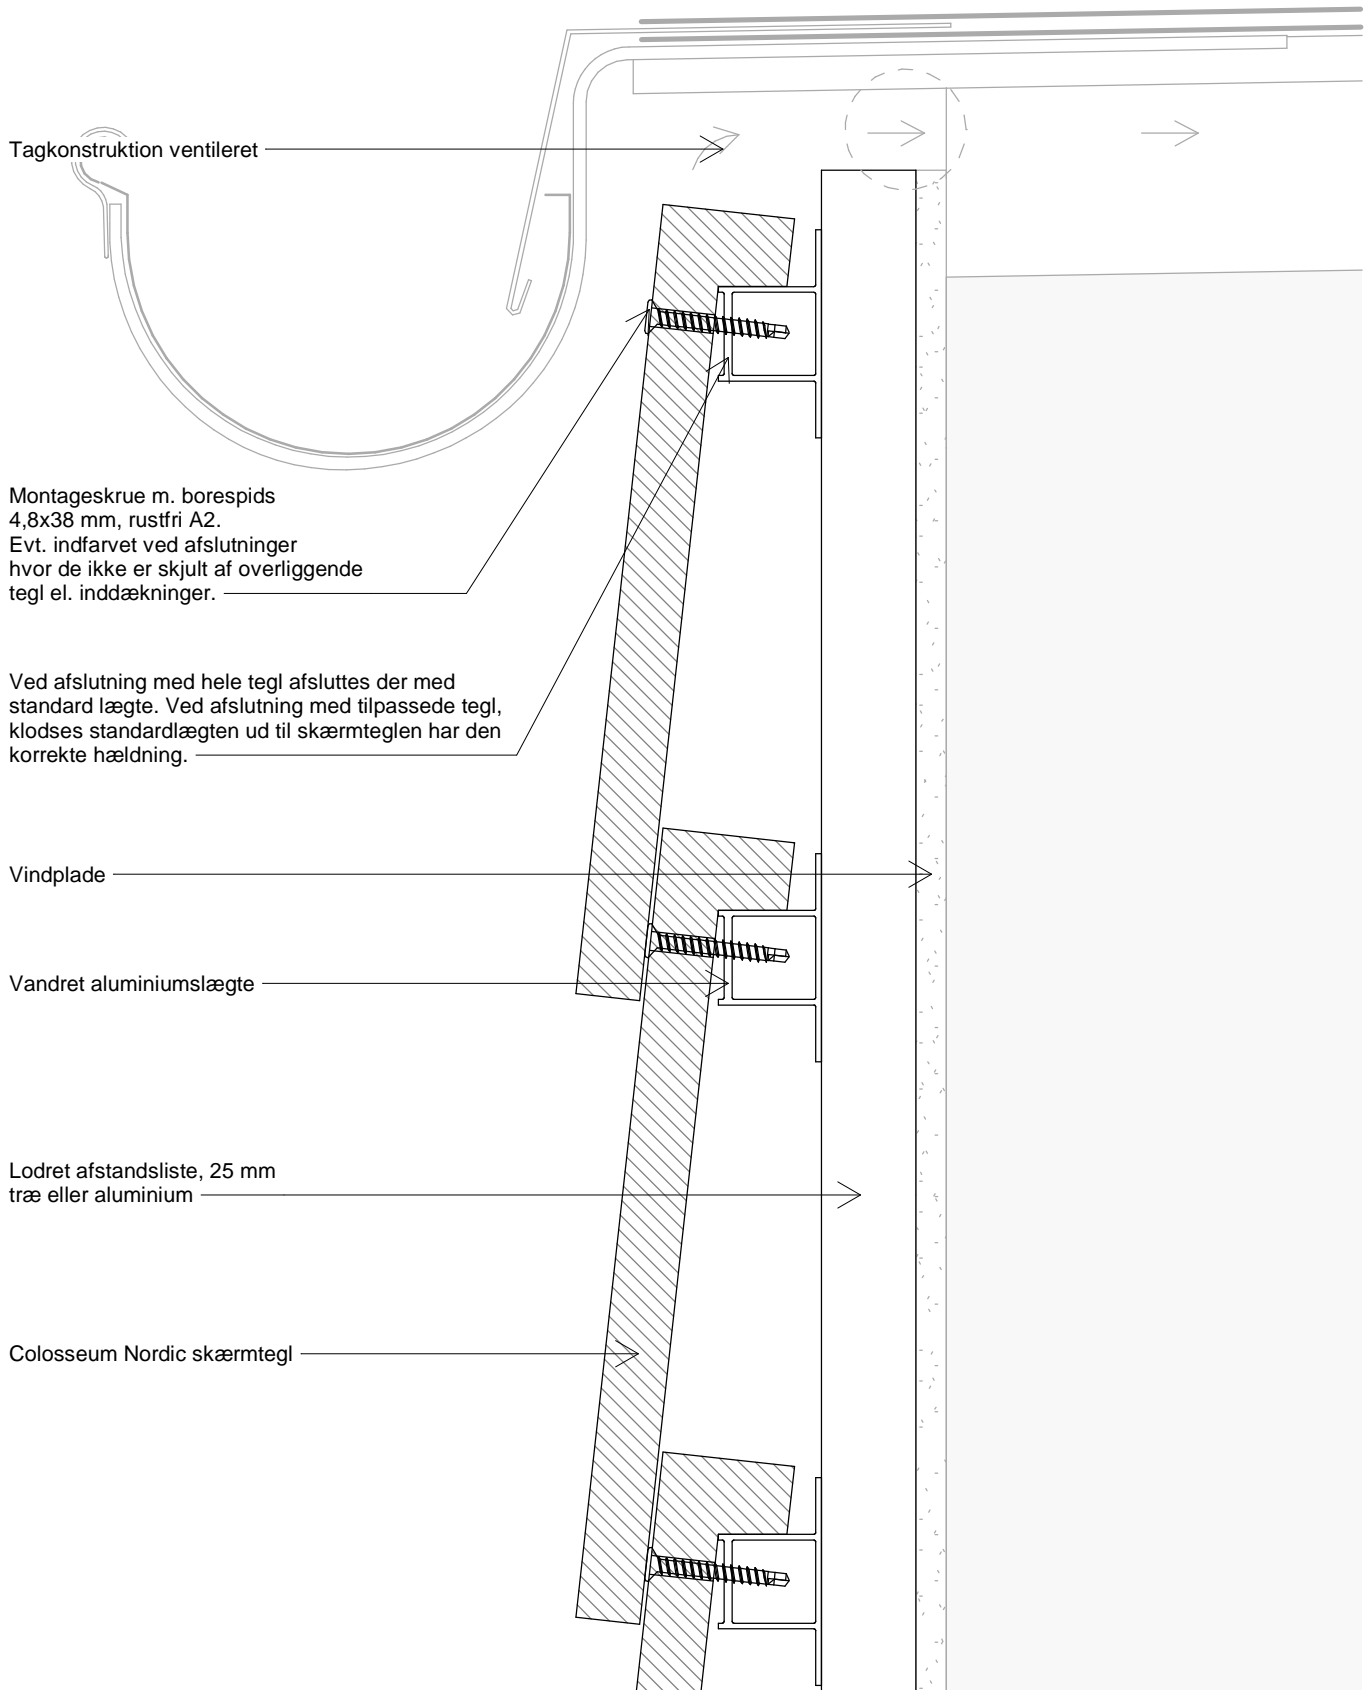 Tagkonstruktion ventileret
Montageskrue m. borespids
4,8x38 mm, rustfri A2.
Evt. indfarvet ved afslutninger
hvor de ikke er skjult af overliggende
tegl el. inddækninger.
Ved afslutning med hele tegl afsluttes der med
standard lægte. Ved afslutning med tilpassede tegl,
klodses standardlægten ud til skærmteglen har den
korrekte hældning.
Vindplade
Vandret aluminiumslægte
Lodret afstandsliste, 25 mm
træ eller aluminium
Colosseum Nordic skærmtegl